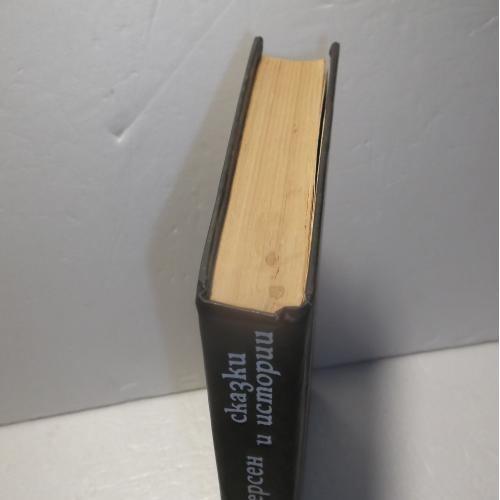 ерсен
сказки
и истории